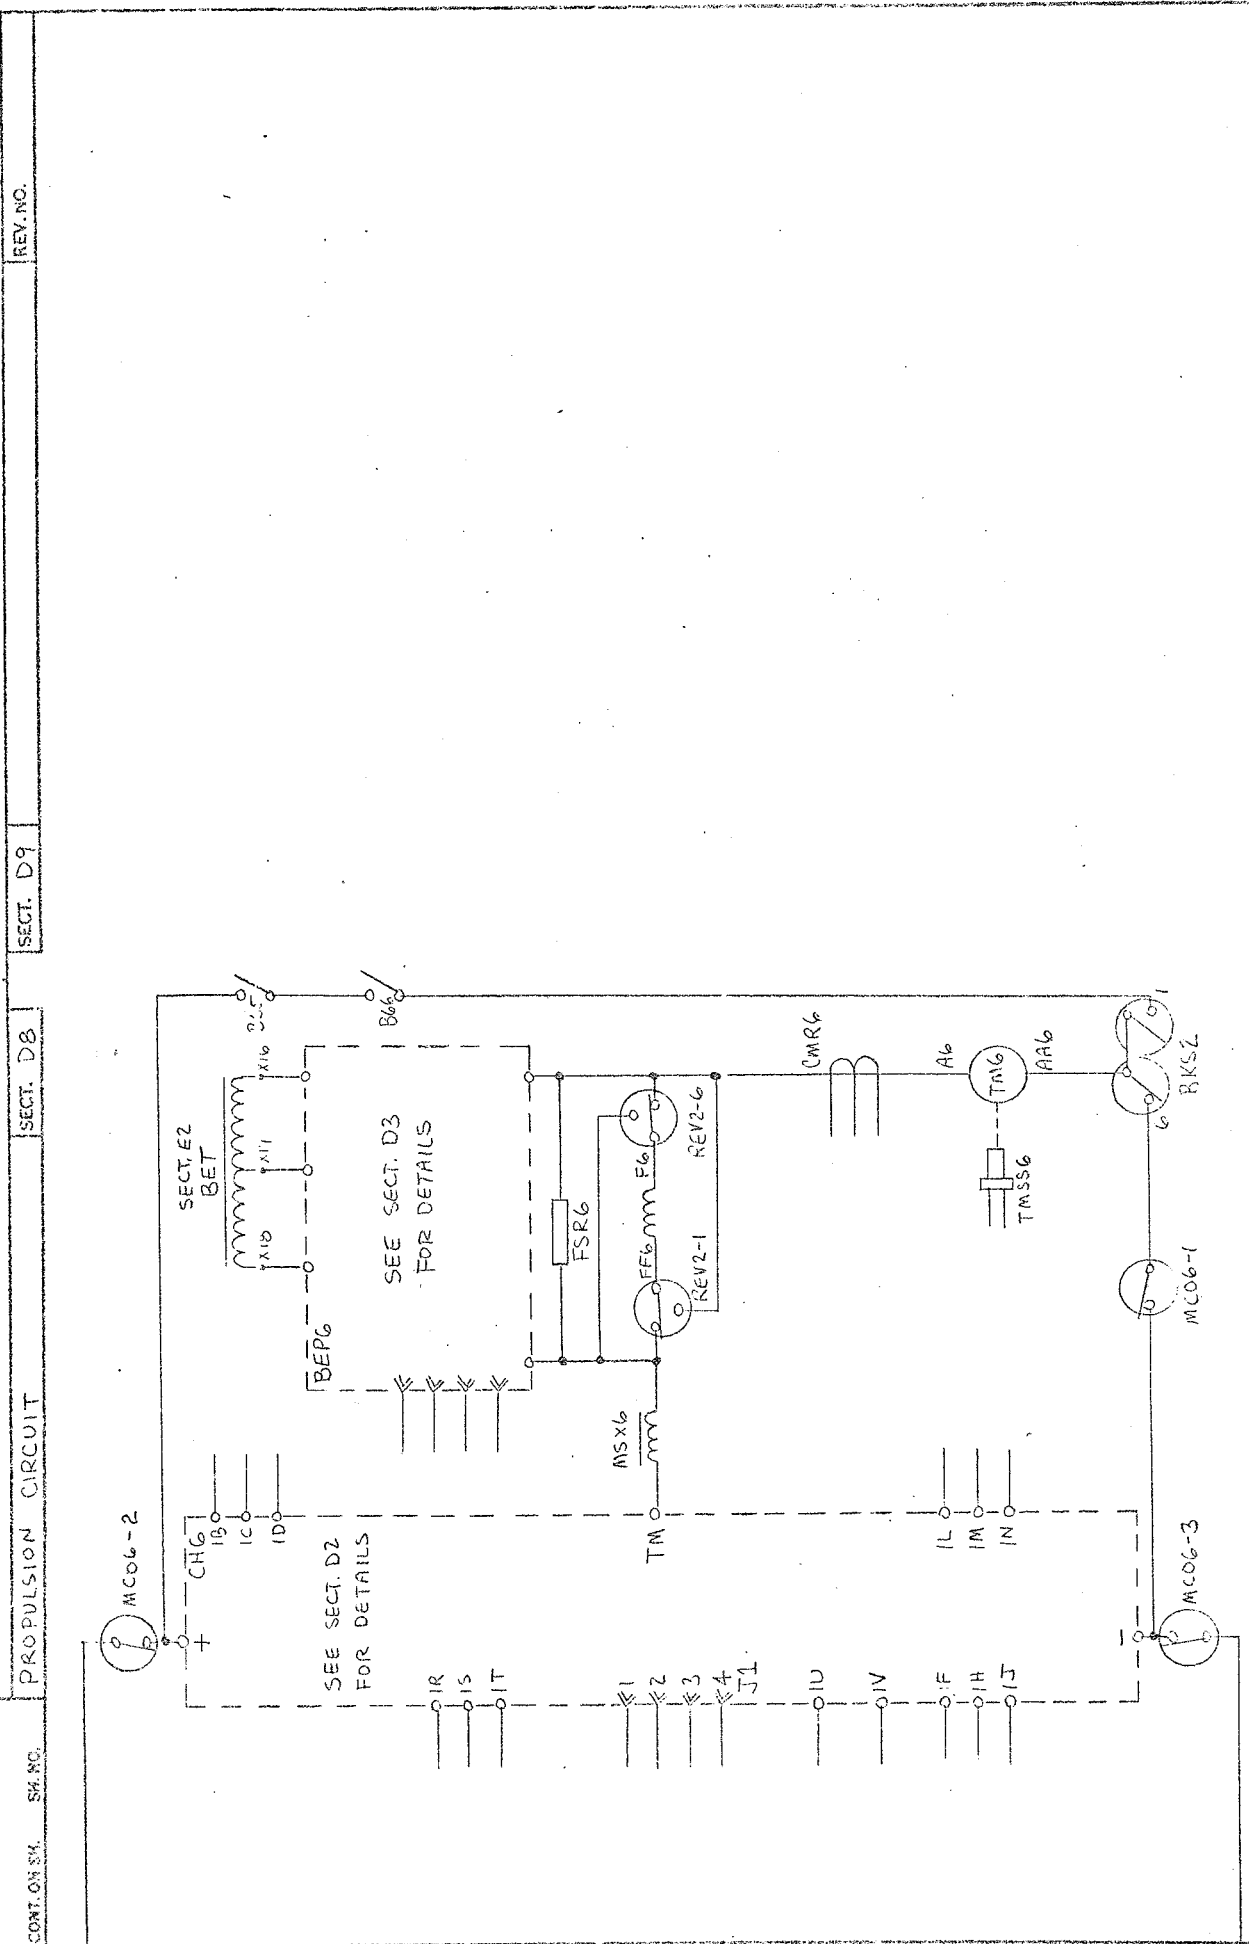 CONT. ON SH.
SH. NO.
PROPULSION CIRCUIT
SECT. D8
SECT. D9
REV. NO.
MCO6-2
+
CH6
1B
1C
1D
SEE SECT. D2
FOR DETAILS
1R
1S
1T
1
2
3
4
J1
1U
1V
1F
1H
1J
TM
1L
1M
1N
-
MCO6-3
SECT. E2
BET
X18
X17
X16
BEP6
SEE SECT. D3
FOR DETAILS
B66
FSR6
MSX6
FF6
F6
REV2-1
REV2-6
CMR6
A6
TM6
AA6
TMSS6
6
1
BKS2
MCO6-1